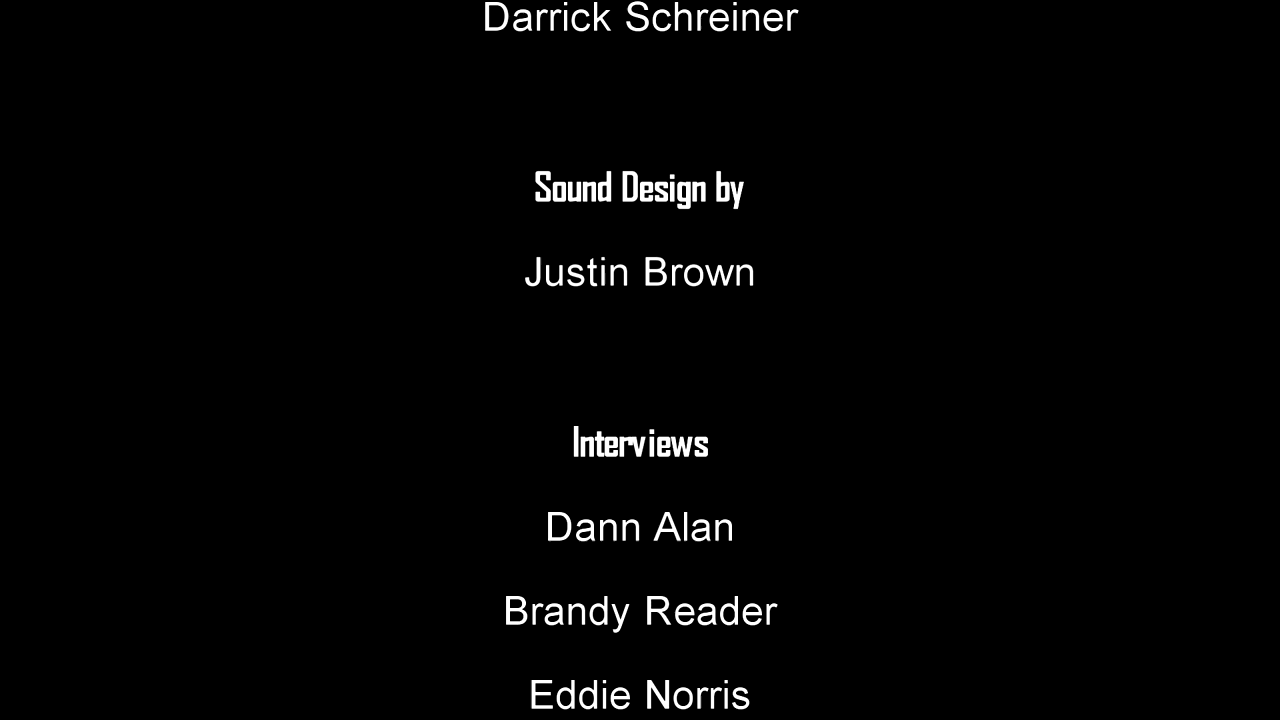 Darrick Schreiner
Sound Design by
Justin Brown
Interviews
Dann Alan
Brandy Reader
Eddie Norris